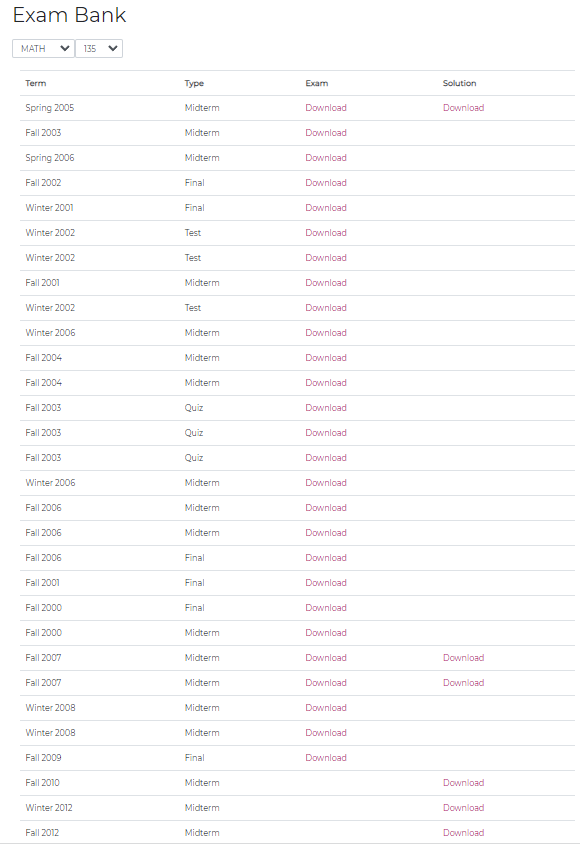 Exam Bank
MATH 135
Term Type Exam Solution
Spring 2005 Midterm Download Download
Fall 2003 Midterm Download
Spring 2006 Midterm Download
Fall 2002 Final Download
Winter 2001 Final Download
Winter 2002 Test Download
Winter 2002 Test Download
Fall 2001 Midterm Download
Winter 2002 Test Download
Winter 2006 Midterm Download
Fall 2004 Midterm Download
Fall 2004 Midterm Download
Fall 2003 Quiz Download
Fall 2003 Quiz Download
Fall 2003 Quiz Download
Winter 2006 Midterm Download
Fall 2006 Midterm Download
Fall 2006 Midterm Download
Fall 2006 Final Download
Fall 2001 Final Download
Fall 2000 Final Download
Fall 2000 Midterm Download
Fall 2007 Midterm Download Download
Fall 2007 Midterm Download Download
Winter 2008 Midterm Download
Winter 2008 Midterm Download
Fall 2009 Final Download
Fall 2010 Midterm Download
Winter 2012 Midterm Download
Fall 2012 Midterm Download